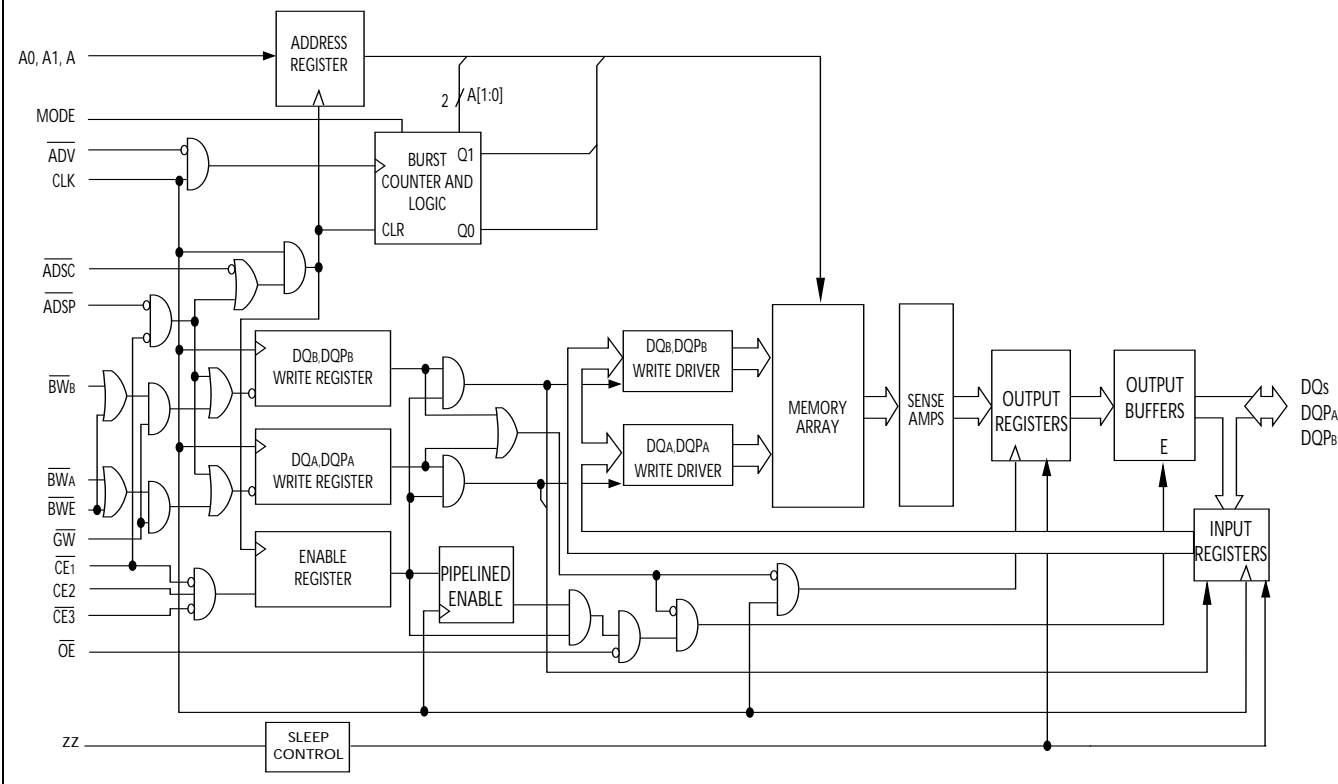 A0, A1, A
ADDRESS
REGISTER
2
A[1:0]
MODE
ADV
CLK
BURST
COUNTER AND
LOGIC
Q1
CLR
Q0
ADSC
ADSP
DQB,DQPB
WRITE REGISTER
DQB,DQPB
WRITE DRIVER
BWB
MEMORY
ARRAY
SENSE
AMPS
OUTPUT
REGISTERS
OUTPUT
BUFFERS
E
DQs
DQPA
DQPB
DQA,DQPA
WRITE REGISTER
DQA,DQPA
WRITE DRIVER
BWA
BWE
GW
CE1
CE2
CE3
ENABLE
REGISTER
PIPELINED
ENABLE
INPUT
REGISTERS
OE
ZZ
SLEEP
CONTROL